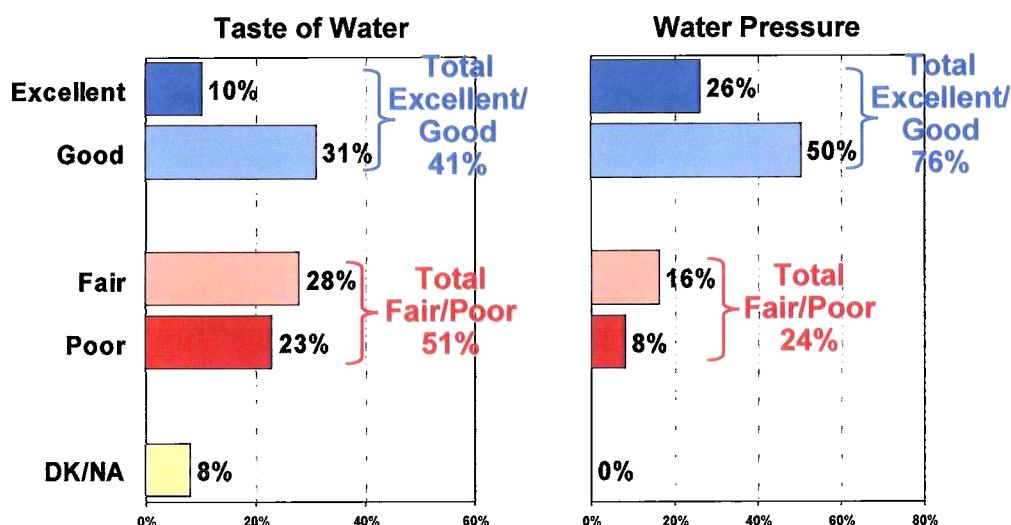 Taste of Water
Excellent
10%
Good
31%
Total
Excellent/
Good
41%
Fair
28%
Poor
23%
Total
Fair/Poor
51%
DK/NA
8%
0%
20%
40%
60%
Water Pressure
26%
50%
Total
Excellent/
Good
76%
16%
8%
Total
Fair/Poor
24%
0%
0%
20%
40%
60%
80%